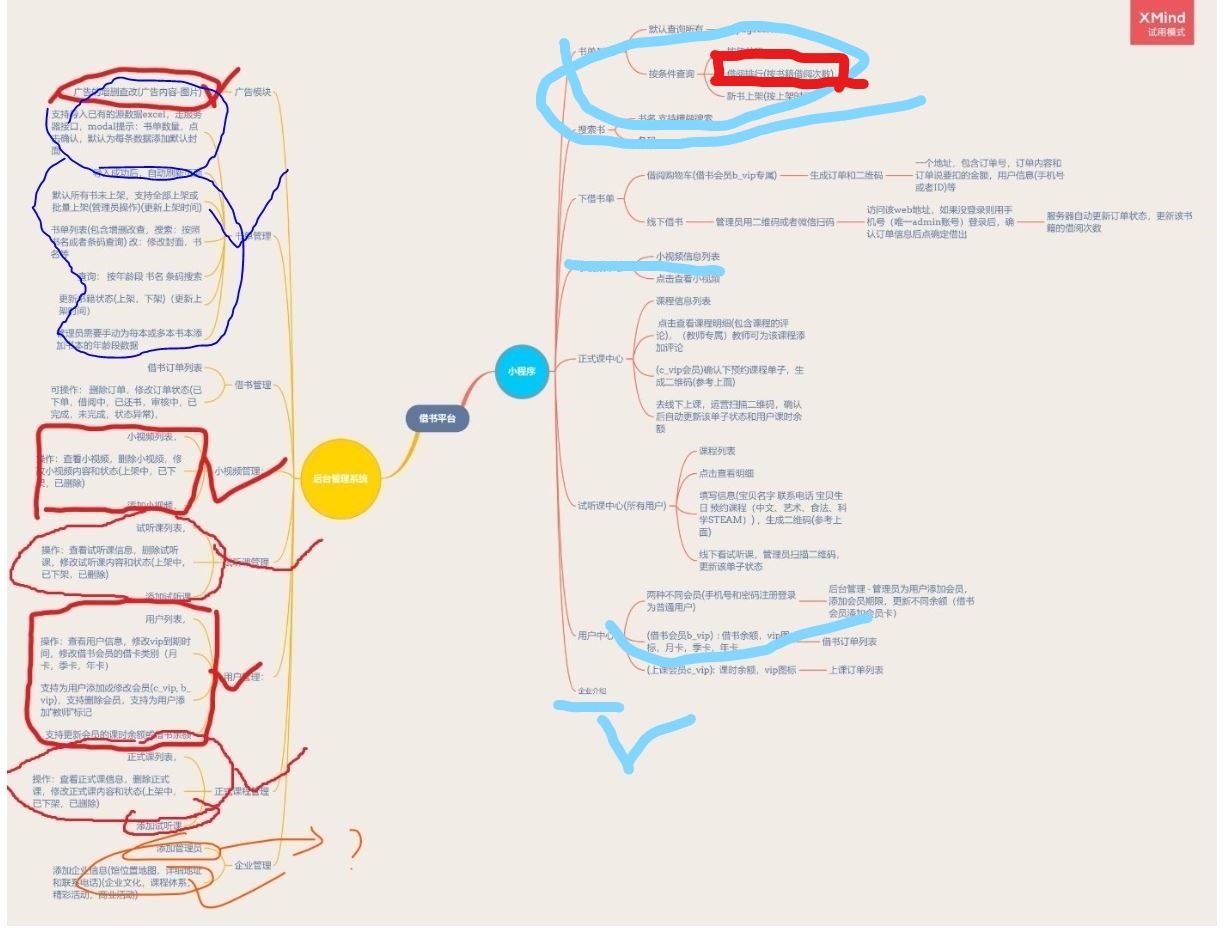 XMind
试用模式
广告的增删查改(广告内容-图片)
广告模块
支持导入已有的源数据excel，走服务
器接口，modal提示：书单数量，点
击确认，默认为每条数据添加默认封
面
导入成功后，自动刷新
默认所有书未上架，支持全部上架或
批量上架(管理员操作)(更新上架时间)
书单列表(包含增删改查，搜索：按照
书名或者条码查询) 改：修改封面，书
名等
书单管理
查询： 按年龄段 书名 条码搜索
更新书籍状态(上架，下架)（更新上
架时间）
管理员需要手动为每本或多本书本添
加书本的年龄段数据
借书订单列表
可操作： 删除订单，修改订单状态(已
下单，借阅中，已还书，审核中，已
完成，未完成，状态异常)，
借书管理
小视频列表，
操作：查看小视频，删除小视频，修
改小视频内容和状态(上架中，已下
架，已删除)
添加小视频，
小视频管理：
试听课列表，
操作：查看试听课信息，删除试听
课，修改试听课内容和状态(上架中，
已下架，已删除)
添加试听课
试听课管理
用户列表，
操作：查看用户信息，修改vip到期时
间，修改借书会员的借卡类别（月
卡，季卡，年卡）
支持为用户添加或修改会员(c_vip, b_
vip)，支持删除会员，支持为用户添
加“教师”标记
支持更新会员的课时余额或借书余额
用户管理：
正式课列表，
操作：查看正式课信息，删除正式
课，修改正式课内容和状态(上架中，
已下架，已删除)
添加试听课
正式课程管理
添加管理员
添加企业信息(馆位置地图，详细地址
和联系电话)(企业文化，课程体系，
精彩活动，商业活动)
企业管理
?
后台管理系统
借书平台
小程序
书单
默认查询所有
按条件查询
借阅排行(按书籍借阅次数)
新书上架(按上架时
搜索书
书名 支持模糊搜索
下借书单
借阅购物车(借书会员b_vip专属)
生成订单和二维码
一个地址，包含订单号，订单内容和
订单说要扣的金额，用户信息(手机号
或者ID)等
线下借书
管理员用二维码或者微信扫码
访问该web地址，如果没登录则用手
机号（唯一admin账号）登录后，确
认订单信息后点确定借出
服务器自动更新订单状态，更新该书
籍的借阅次数
小视频信息列表
点击查看小视频
正式课中心
课程信息列表
点击查看课程明细(包含课程的评
论)，（教师专属）教师可为该课程添
加评论
(c_vip会员)确认下预约课程单子，生
成二维码(参考上面)
去线下上课，运营扫描二维码，确认
后自动更新该单子状态和用户课时余
额
试听课中心(所有用户)
课程列表
点击查看明细
填写信息(宝贝名字 联系电话 宝贝生
日 预约课程（中文、艺术、食法、科
学STEAM）)，生成二维码(参考上
面)
线下看试听课，管理员扫描二维码，
更新该单子状态
用户中心
两种不同会员(手机号和密码注册登录
为普通用户)
后台管理 - 管理员为用户添加会员，
添加会员期限，更新不同余额（借书
会员添加会员卡）
(借书会员b_vip)：借书余额，vip图
标，月卡，季卡，年卡
借书订单列表
(上课会员c_vip): 课时余额，vip图标
上课订单列表
企业介绍